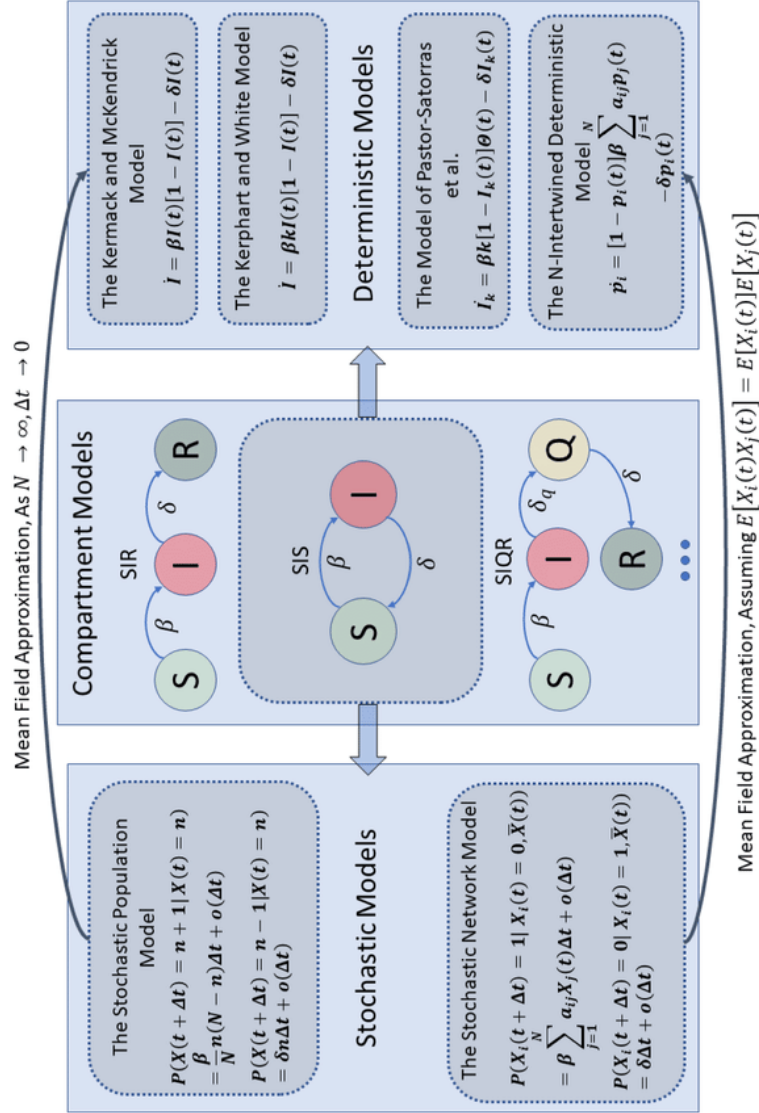 Mean Field Approximation, As N → ∞, Δt → 0
Stochastic Models
The Stochastic Population
Model
P(X(t + Δt) = n + 1| X(t) = n)
= β/N n(N − n)Δt + o(Δt)
P(X(t + Δt) = n − 1|X(t) = n)
= δnΔt + o(Δt)
The Stochastic Network Model
P(X_i(t + Δt) = 1| X_i(t) = 0, X̅(t))
= β ∑_{j=1}^{N} a_{ij}X_j(t)Δt + o(Δt)
P(X_i(t + Δt) = 0| X_i(t) = 1, X̅(t))
= δΔt + o(Δt)
Compartment Models
SIR
S β I δ R
SIS
S β I δ
SIQR
S β I δ_q Q δ R
Deterministic Models
The Kermack and McKendrick
Model
İ = βI(t)[1 − I(t)] − δI(t)
The Kerphart and White Model
İ = βkI(t)[1 − I(t)] − δI(t)
The Model of Pastor-Satorras
et al.
İ_k = βk[1 − I_k(t)]Θ(t) − δI_k(t)
The N-Intertwined Deterministic
Model
ṗ_i = [1 − p_i(t)]β ∑_{j=1}^{N} a_{ij}p_j(t)
−δp_i(t)
Mean Field Approximation, Assuming E[X_i(t)X_j(t)] = E[X_i(t)]E[X_j(t)]